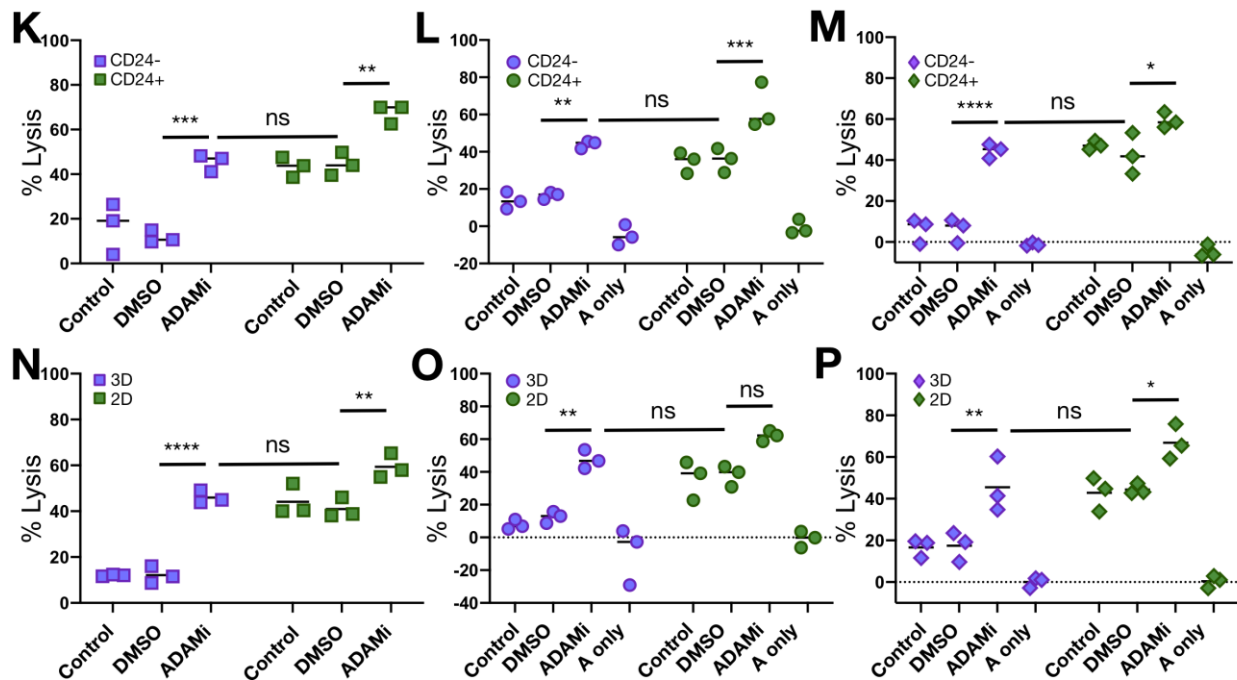 K
100
80
60
40
20
0
% Lysis
CD24-
CD24+
***
ns
**
Control
DMSO
ADAMi
Control
DMSO
ADAMi
L
100
80
60
40
20
0
-20
% Lysis
CD24-
CD24+
**
ns
***
Control
DMSO
ADAMi
A only
Control
DMSO
ADAMi
A only
M
100
80
60
40
20
0
% Lysis
CD24-
CD24+
****
ns
*
Control
DMSO
ADAMi
A only
Control
DMSO
ADAMi
A only
N
100
80
60
40
20
0
% Lysis
3D
2D
****
ns
**
Control
DMSO
ADAMi
Control
DMSO
ADAMi
O
100
80
60
40
20
0
-20
-40
% Lysis
3D
2D
**
ns
ns
Control
DMSO
ADAMi
A only
Control
DMSO
ADAMi
A only
P
100
80
60
40
20
0
% Lysis
3D
2D
**
ns
*
Control
DMSO
ADAMi
A only
Control
DMSO
ADAMi
A only